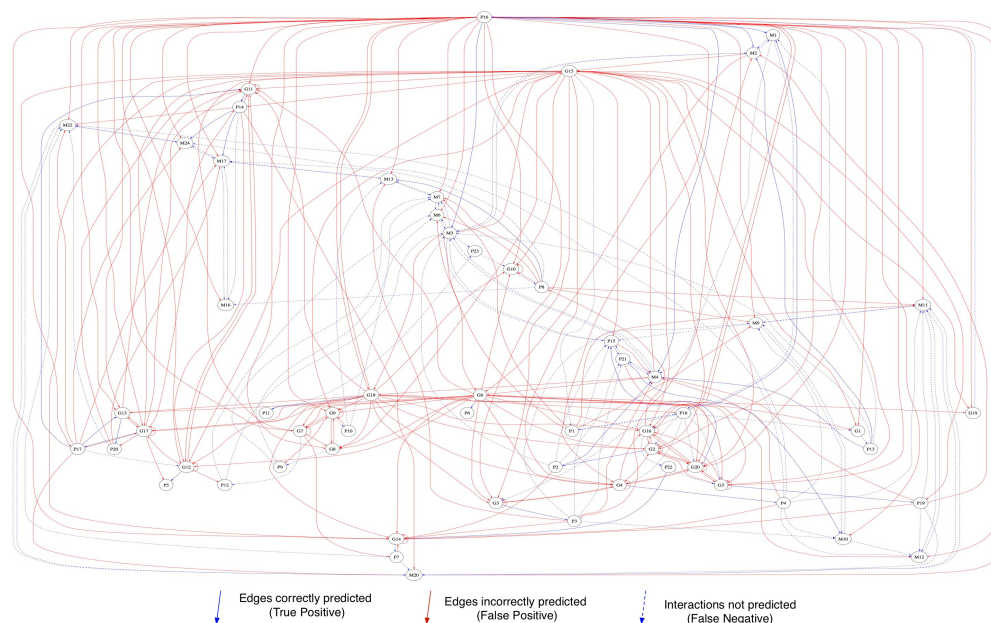 P16
M1
M2
G15
G11
P14
M22
M24
M17
M13
M7
M6
M3
P23
G10
P8
M16
M11
M9
P15
P21
M4
G18
G6
G13
P11
G9
P6
P18
G19
G17
G7
P10
P1
G16
G1
P17
P20
G8
G2
P13
G12
P9
P2
P22
G20
P5
P12
G4
G5
G3
P4
P19
P3
G14
M10
P7
M12
M20
Edges correctly predicted
(True Positive)
Edges incorrectly predicted
(False Positive)
Interactions not predicted
(False Negative)